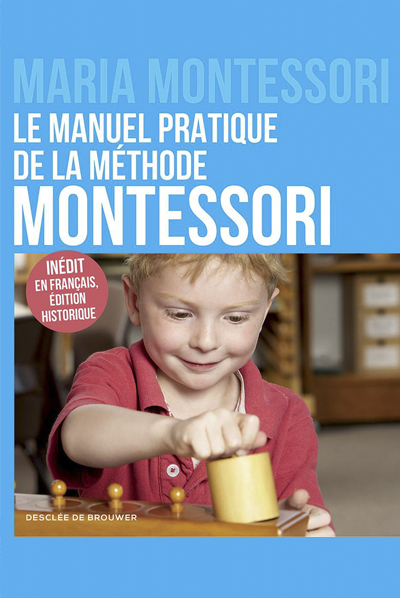 MARIA MONTESSORI
LE MANUEL PRATIQUE
DE LA MÉTHODE
MONTESSORI
INÉDIT
EN FRANÇAIS,
ÉDITION
HISTORIQUE
DESCLÉE DE BROUWER